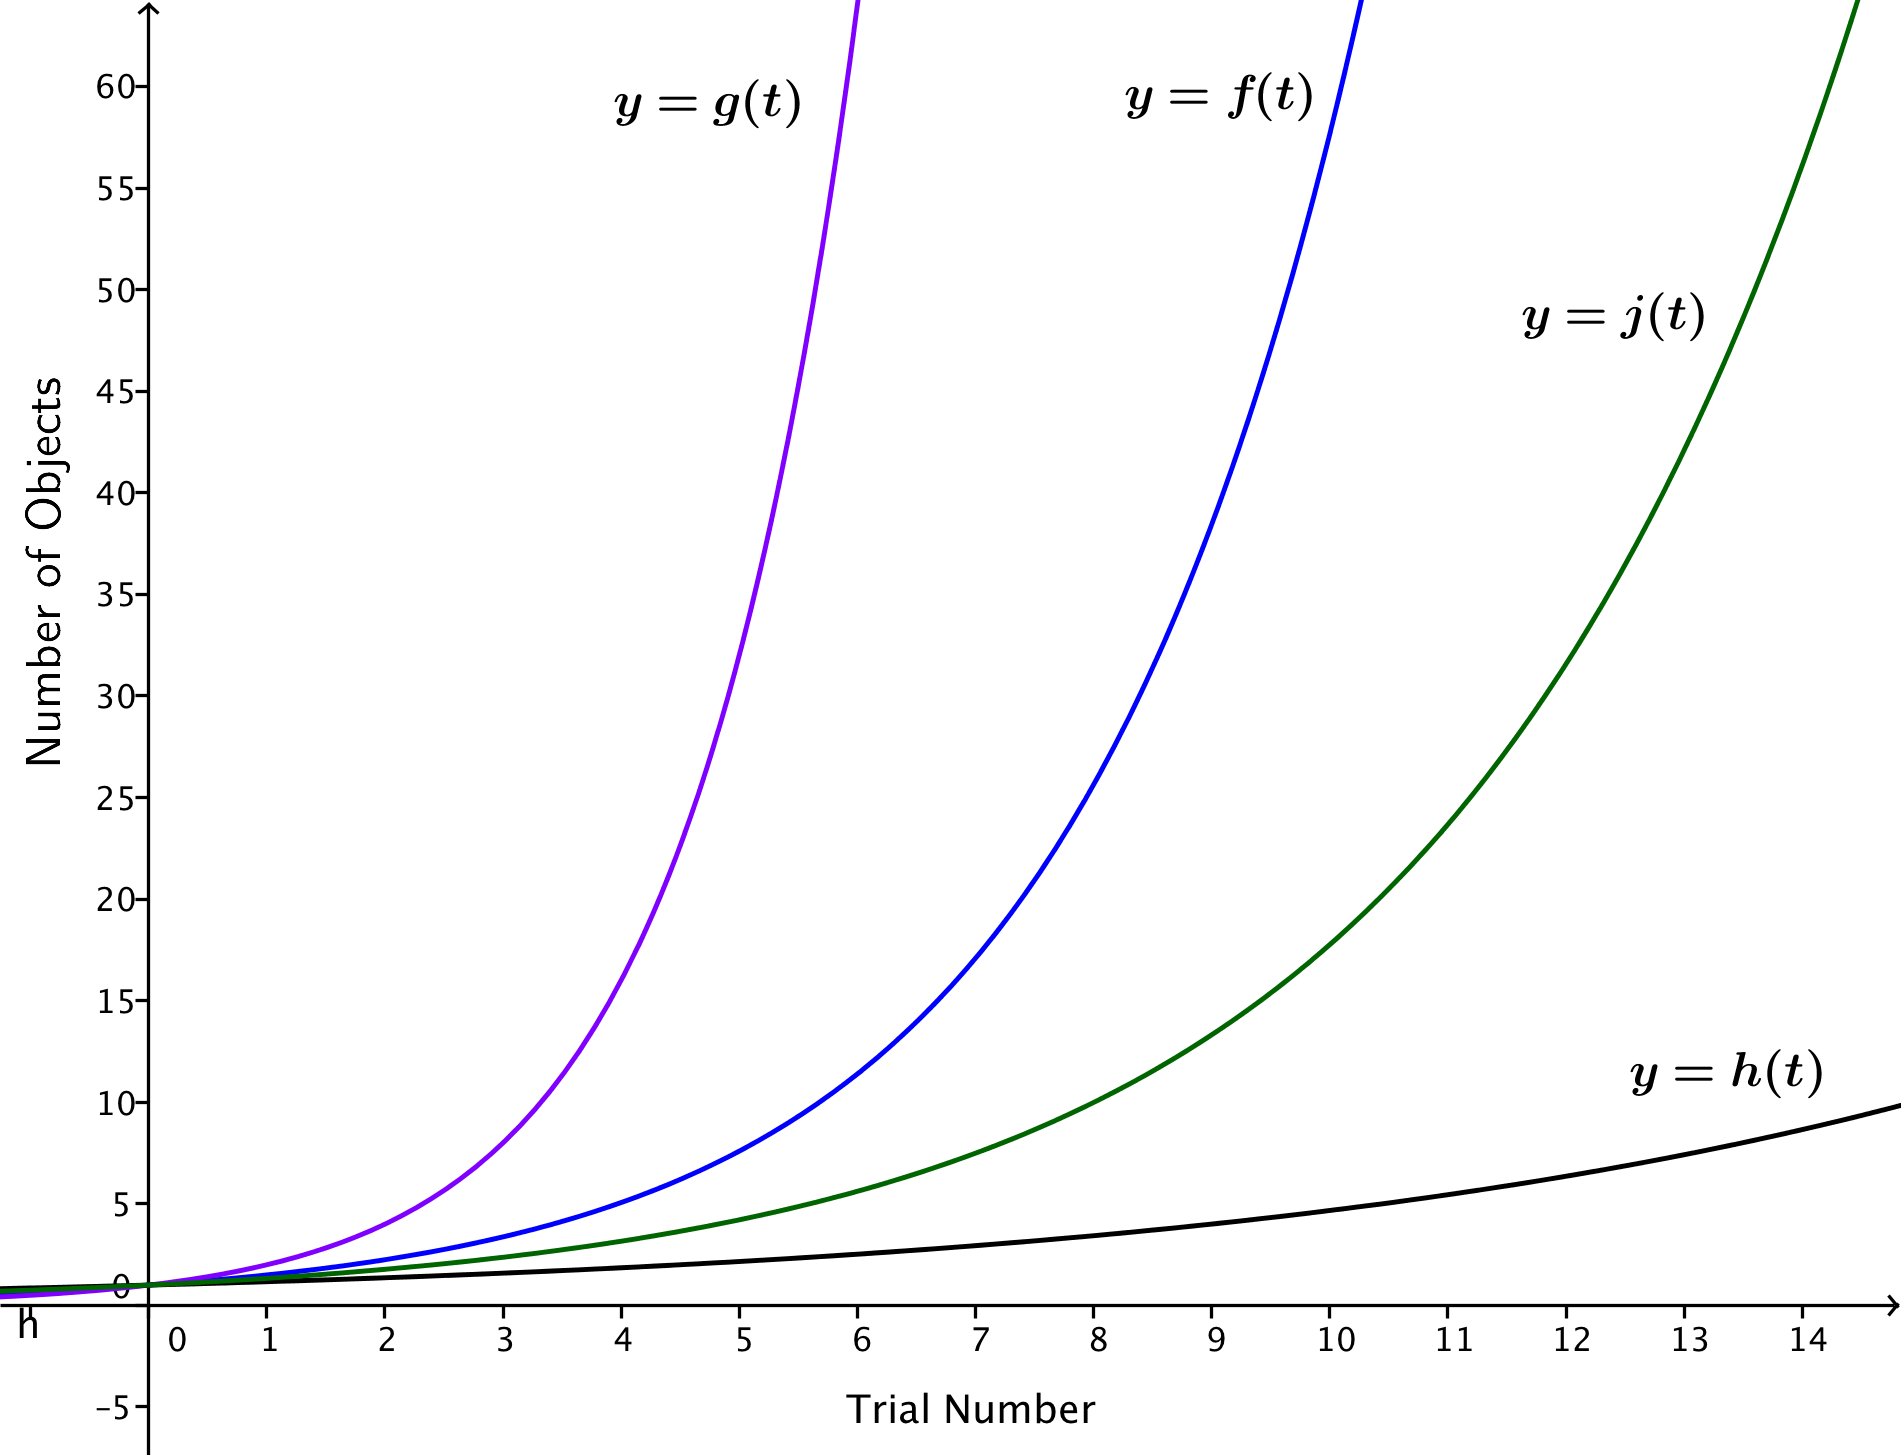 60
y = g(t)
y = f(t)
55
50
y = j(t)
45
40
35
30
25
20
15
10
y = h(t)
5
0
h
0 1 2 3 4 5 6 7 8 9 10 11 12 13 14
-5
Number of Objects
Trial Number